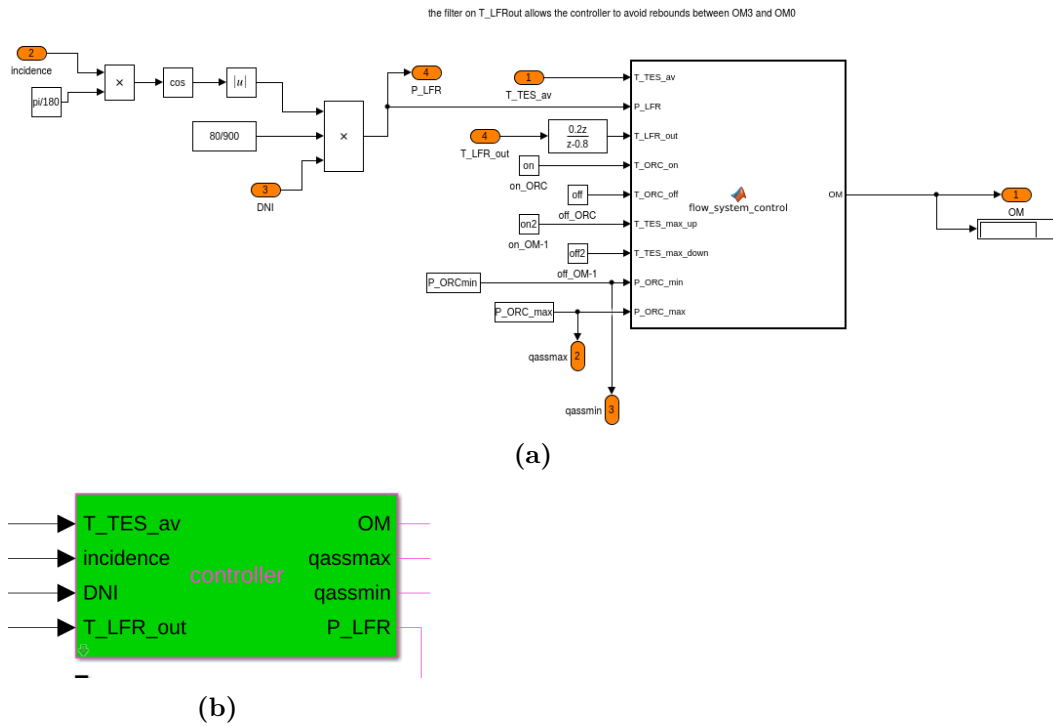 the filter on T_LFRout allows the controller to avoid rebounds between OM3 and OM0
2
incidence
pi/180
×
cos
|u|
80/900
×
3
DNI
4
P_LFR
1
T_TES_av
4
T_LFR_out
0.2z
z-0.8
on
on_ORC
off
off_ORC
on2
on_OM-1
off2
off_OM-1
P_ORCmin
P_ORC_max
qassmax
2
qassmin
3
T_TES_av
P_LFR
T_LFR_out
T_ORC_on
T_ORC_off
T_TES_max_up
T_TES_max_down
P_ORC_min
P_ORC_max
flow_system_control
OM
1
OM
(a)
T_TES_av
incidence
DNI
T_LFR_out
controller
OM
qassmax
qassmin
P_LFR
(b)